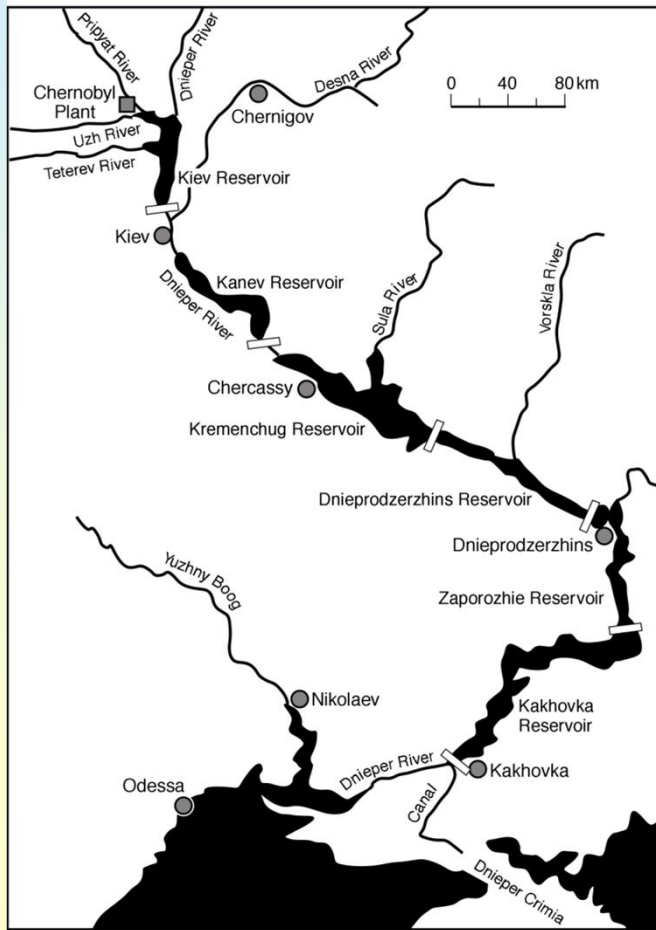 Pripyat River
Dnieper River
Desna River
0 40 80 km
Chernobyl
Plant
Chernigov
Uzh River
Teterev River
Kiev Reservoir
Kiev
Kanev Reservoir
Dnieper River
Sula River
Vorskla River
Chercassy
Kremenchug Reservoir
Dnieprodzerzhins Reservoir
Dnieprodzerzhins
Yuzhny Boog
Zaporozhie Reservoir
Nikolaev
Kakhovka
Reservoir
Dnieper River
Kakhovka
Odessa
Canal
Dnieper Crimia